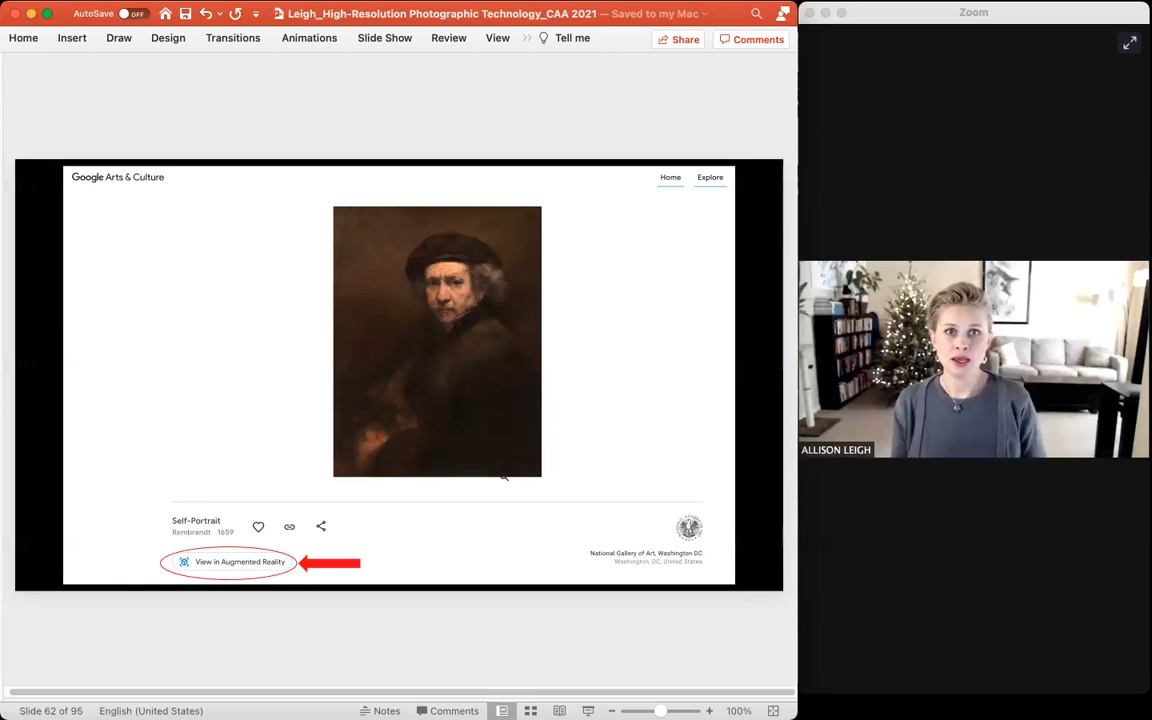 AutoSave OFF Leigh_High-Resolution Photographic Technology_CAA 2021 — Saved to my Mac
Home Insert Draw Design Transitions Animations Slide Show Review View Tell me Share Comments
Google Arts & Culture
Home Explore
Self-Portrait
Rembrandt 1659
View in Augmented Reality
National Gallery of Art, Washington DC
Washington, DC, United States
Slide 62 of 95 English (United States) Notes Comments 100%
Zoom
ALLISON LEIGH